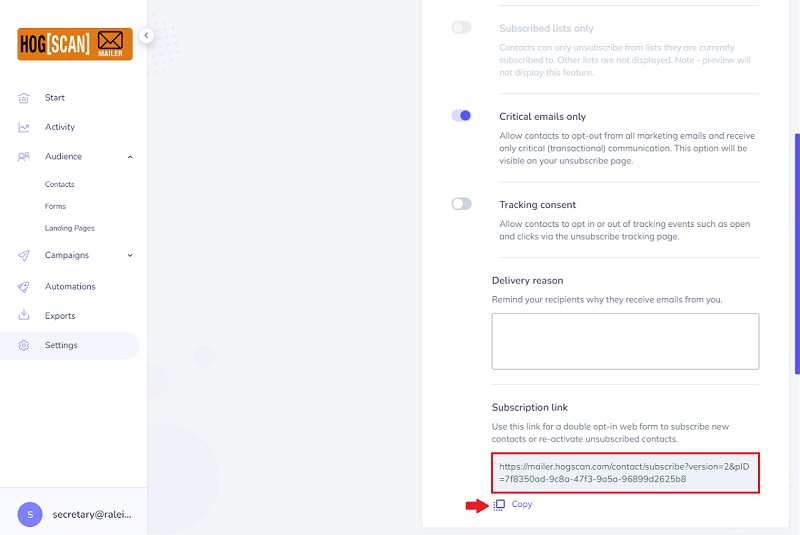 HOG[SCAN]
MAILER
Start
Activity
Audience
Contacts
Forms
Landing Pages
Campaigns
Automations
Exports
Settings
S
secretary@ralei...
Subscribed lists only
Contacts can only unsubscribe from lists they are currently
subscribed to. Other lists are not displayed. Note - preview will
not display this feature.
Critical emails only
Allow contacts to opt-out from all marketing emails and receive
only critical (transactional) communication. This option will be
visible on your unsubscribe page.
Tracking consent
Allow contacts to opt in or out of tracking events such as open
and clicks via the unsubscribe tracking page.
Delivery reason
Remind your recipients why they receive emails from you.
Subscription link
Use this link for a double opt-in web form to subscribe new
contacts or re-activate unsubscribed contacts.
https://mailer.hogscan.com/contact/subscribe?version=2&pID
=7f8350ad-9c8a-47f3-9a5a-96899d2625b8
Copy